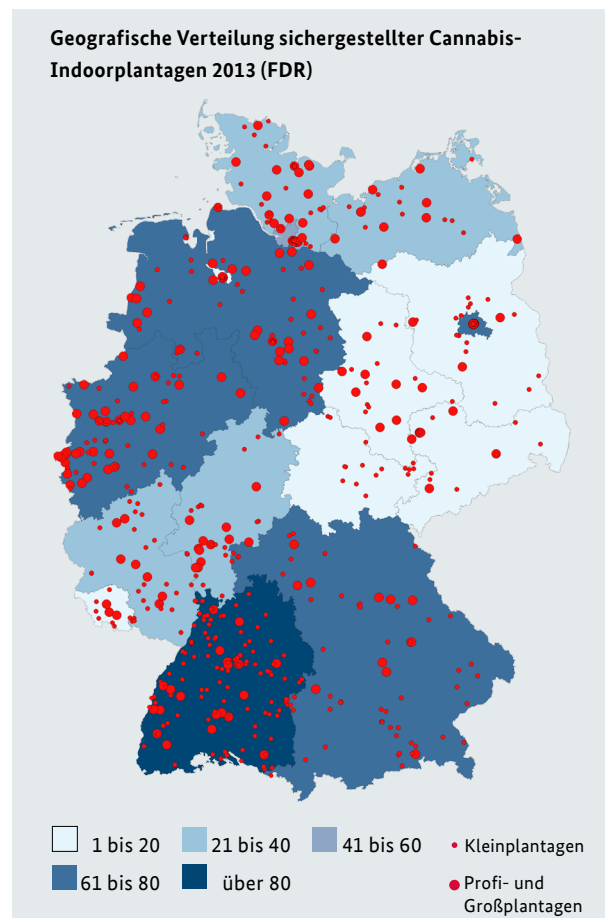 Geografische Verteilung sichergestellter Cannabis-
Indoorplantagen 2013 (FDR)
1 bis 20
21 bis 40
41 bis 60
Kleinplantagen
61 bis 80
über 80
Profi- und
Großplantagen